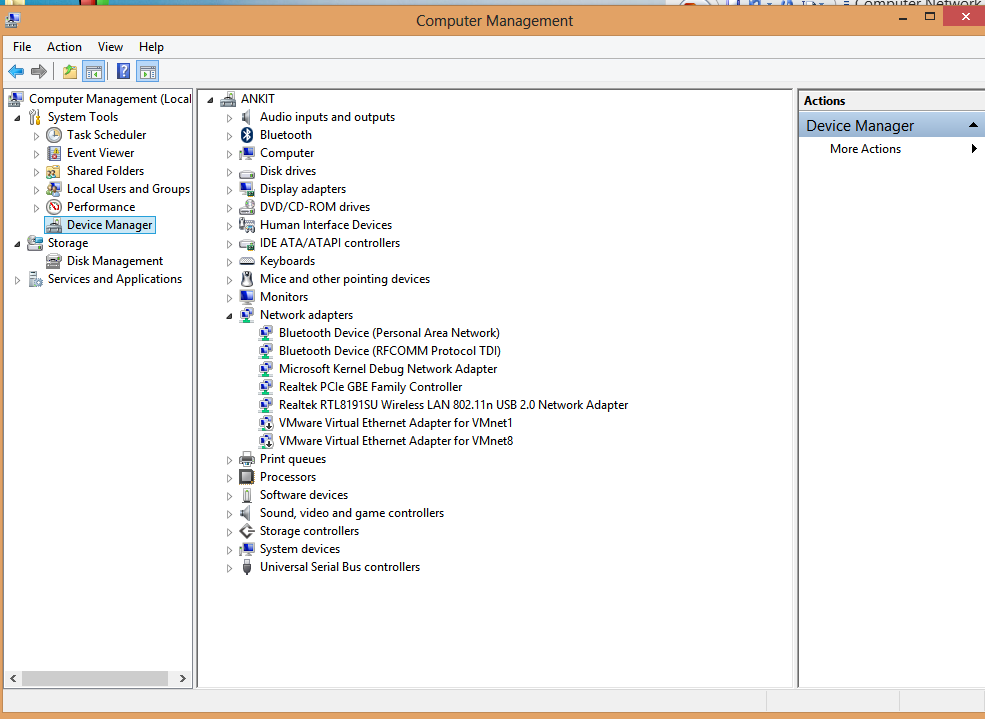 Computer Network
Computer Management
File Action View Help
Computer Management (Local
System Tools
Task Scheduler
Event Viewer
Shared Folders
Local Users and Groups
Performance
Device Manager
Storage
Disk Management
Services and Applications
ANKIT
Audio inputs and outputs
Bluetooth
Computer
Disk drives
Display adapters
DVD/CD-ROM drives
Human Interface Devices
IDE ATA/ATAPI controllers
Keyboards
Mice and other pointing devices
Monitors
Network adapters
Bluetooth Device (Personal Area Network)
Bluetooth Device (RFCOMM Protocol TDI)
Microsoft Kernel Debug Network Adapter
Realtek PCIe GBE Family Controller
Realtek RTL8191SU Wireless LAN 802.11n USB 2.0 Network Adapter
VMware Virtual Ethernet Adapter for VMnet1
VMware Virtual Ethernet Adapter for VMnet8
Print queues
Processors
Software devices
Sound, video and game controllers
Storage controllers
System devices
Universal Serial Bus controllers
Actions
Device Manager
More Actions